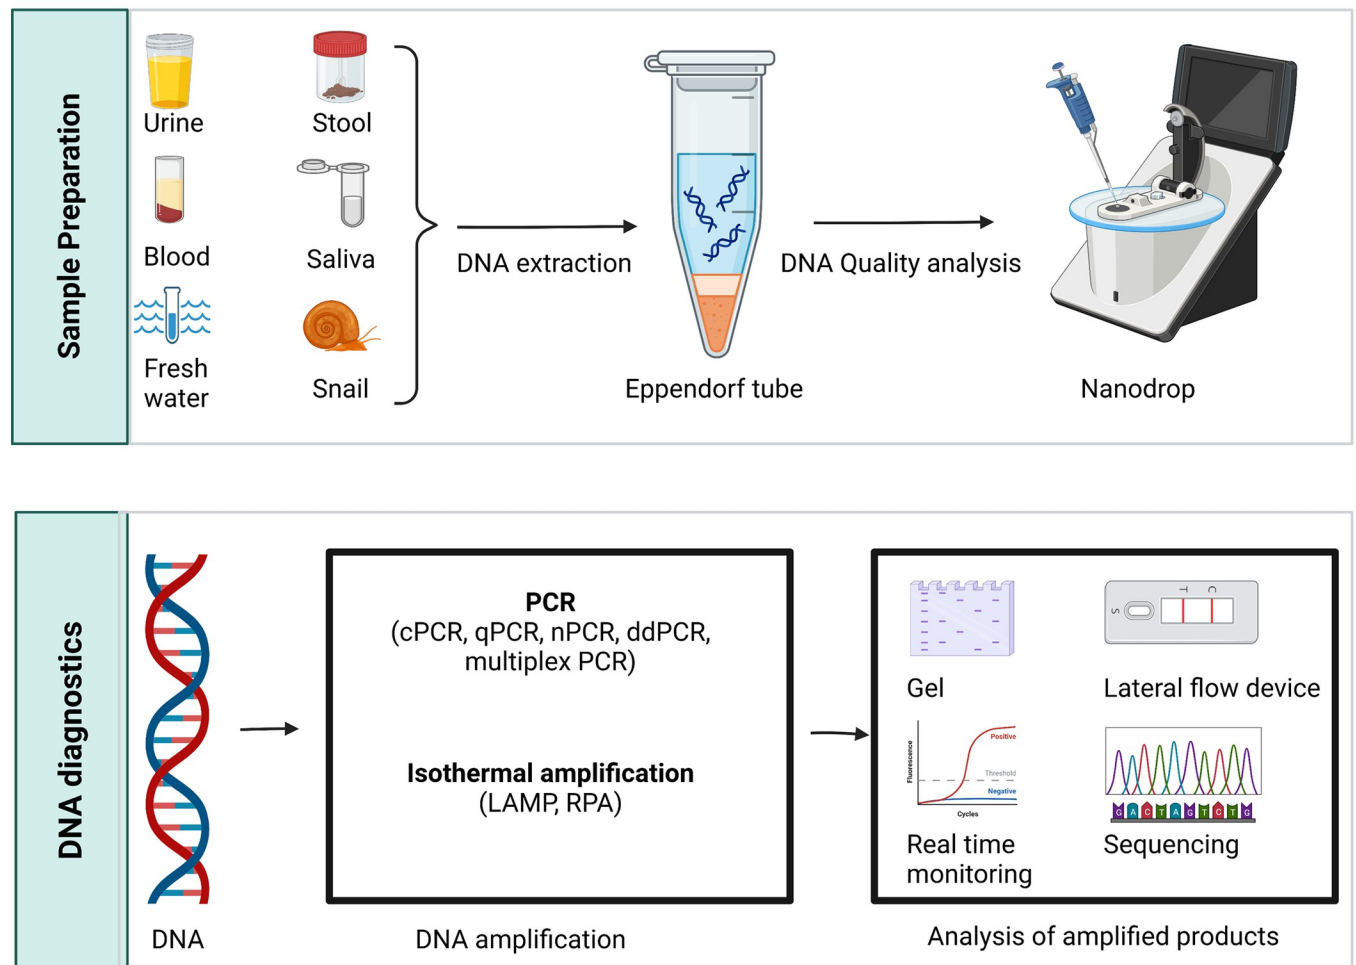 Sample Preparation
Urine
Stool
Blood
Saliva
Fresh
water
Snail
DNA extraction
Eppendorf tube
DNA Quality analysis
Nanodrop
DNA diagnostics
DNA
PCR
(cPCR, qPCR, nPCR, ddPCR,
multiplex PCR)
Isothermal amplification
(LAMP, RPA)
DNA amplification
Gel
S
T
C
Lateral flow device
Fluorescence
Positive
Threshold
Negative
Cycles
Real time
monitoring
G A C T A G T C T G
Sequencing
Analysis of amplified products